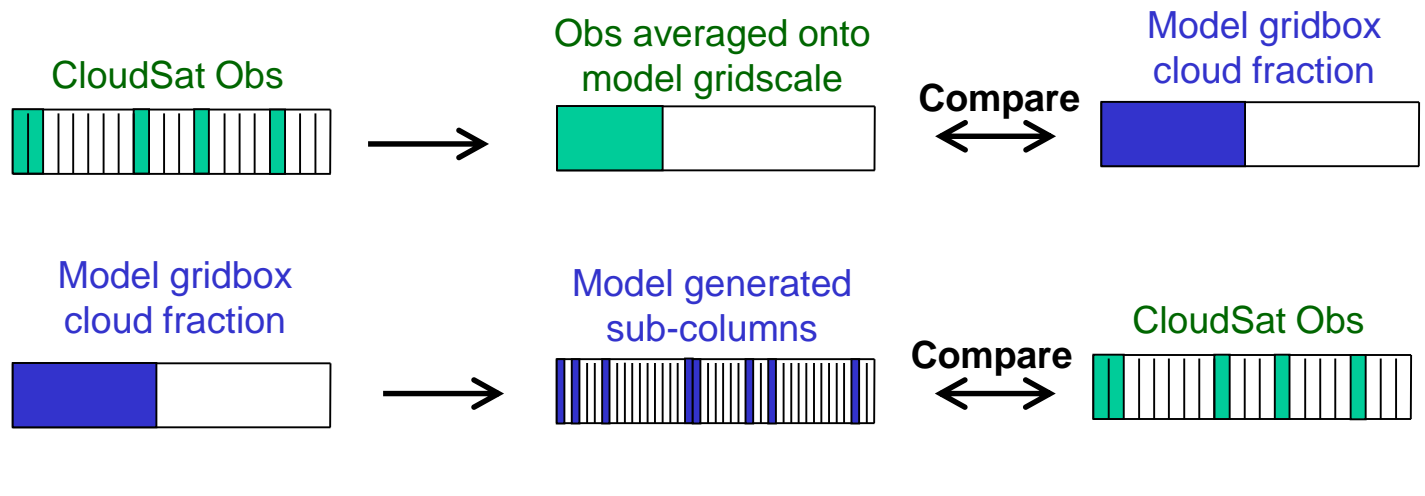 CloudSat Obs
Obs averaged onto
model gridscale
Compare
Model gridbox
cloud fraction
Model gridbox
cloud fraction
Model generated
sub-columns
Compare
CloudSat Obs